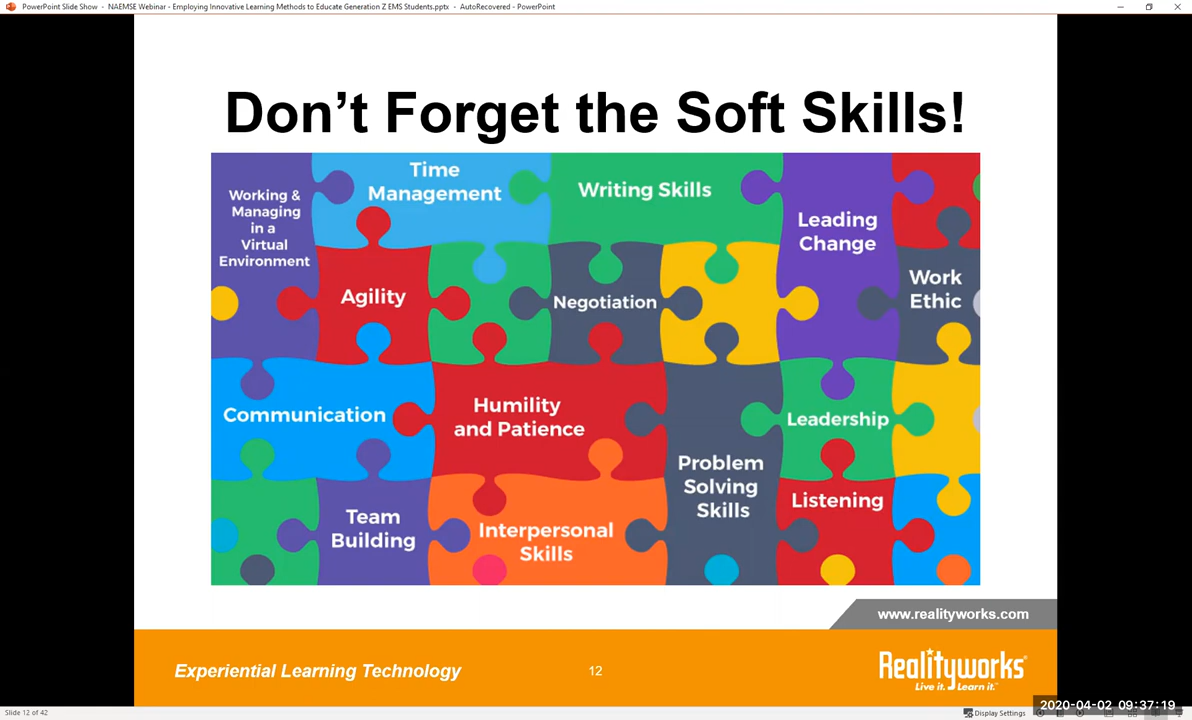 PowerPoint Slide Show - NAEMSE Webinar - Employing Innovative Learning Methods to Educate Generation Z EMS Students.pptx - AutoRecovered - PowerPoint
Don't Forget the Soft Skills!
Working &
Managing
in a
Virtual
Environment
Time
Management
Writing Skills
Leading
Change
Work
Ethic
Agility
Negotiation
Communication
Humility
and Patience
Leadership
Problem
Solving
Skills
Listening
Team
Building
Interpersonal
Skills
www.realityworks.com
Experiential Learning Technology
12
Realityworks
Live it. Learn it.™
Slide 12 of 42
Display Settings
2020-04-02 09:37:19